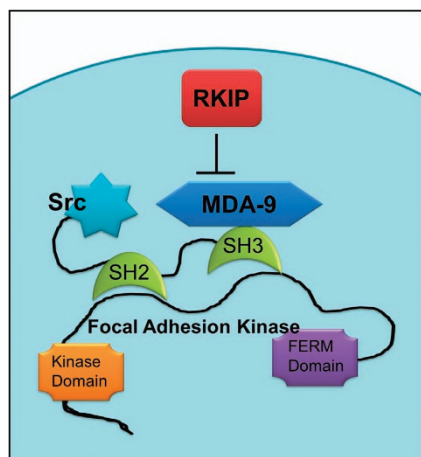 RKIP
Src
MDA-9
SH3
SH2
Focal Adhesion Kinase
Kinase
Domain
FERM
Domain